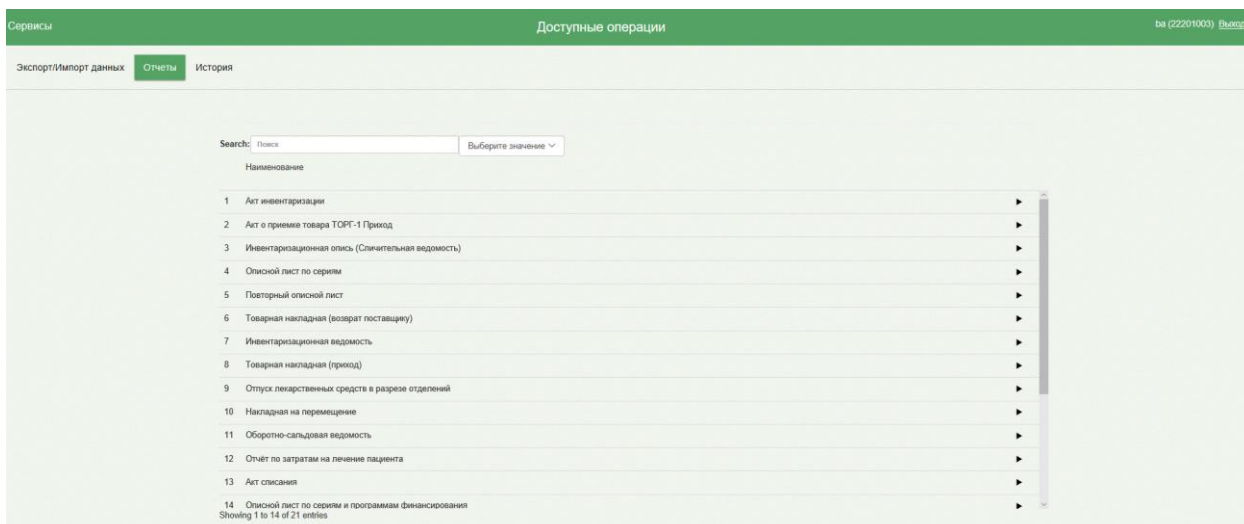 Сервисы Доступные операции ba (22201003) Выход
Экспорт/Импорт данных Отчеты История
Search: Поиск Выберите значение
Наименование
1 Акт инвентаризации
2 Акт о приемке товара ТОРГ-1 Приход
3 Инвентаризационная опись (Сличительная ведомость)
4 Описной лист по сериям
5 Повторный описной лист
6 Товарная накладная (возврат поставщику)
7 Инвентаризационная ведомость
8 Товарная накладная (приход)
9 Отпуск лекарственных средств в разрезе отделений
10 Накладная на перемещение
11 Оборотно-сальдовая ведомость
12 Отчёт по затратам на лечение пациента
13 Акт списания
14 Описной лист по сериям и программам финансирования
Showing 1 to 14 of 21 entries